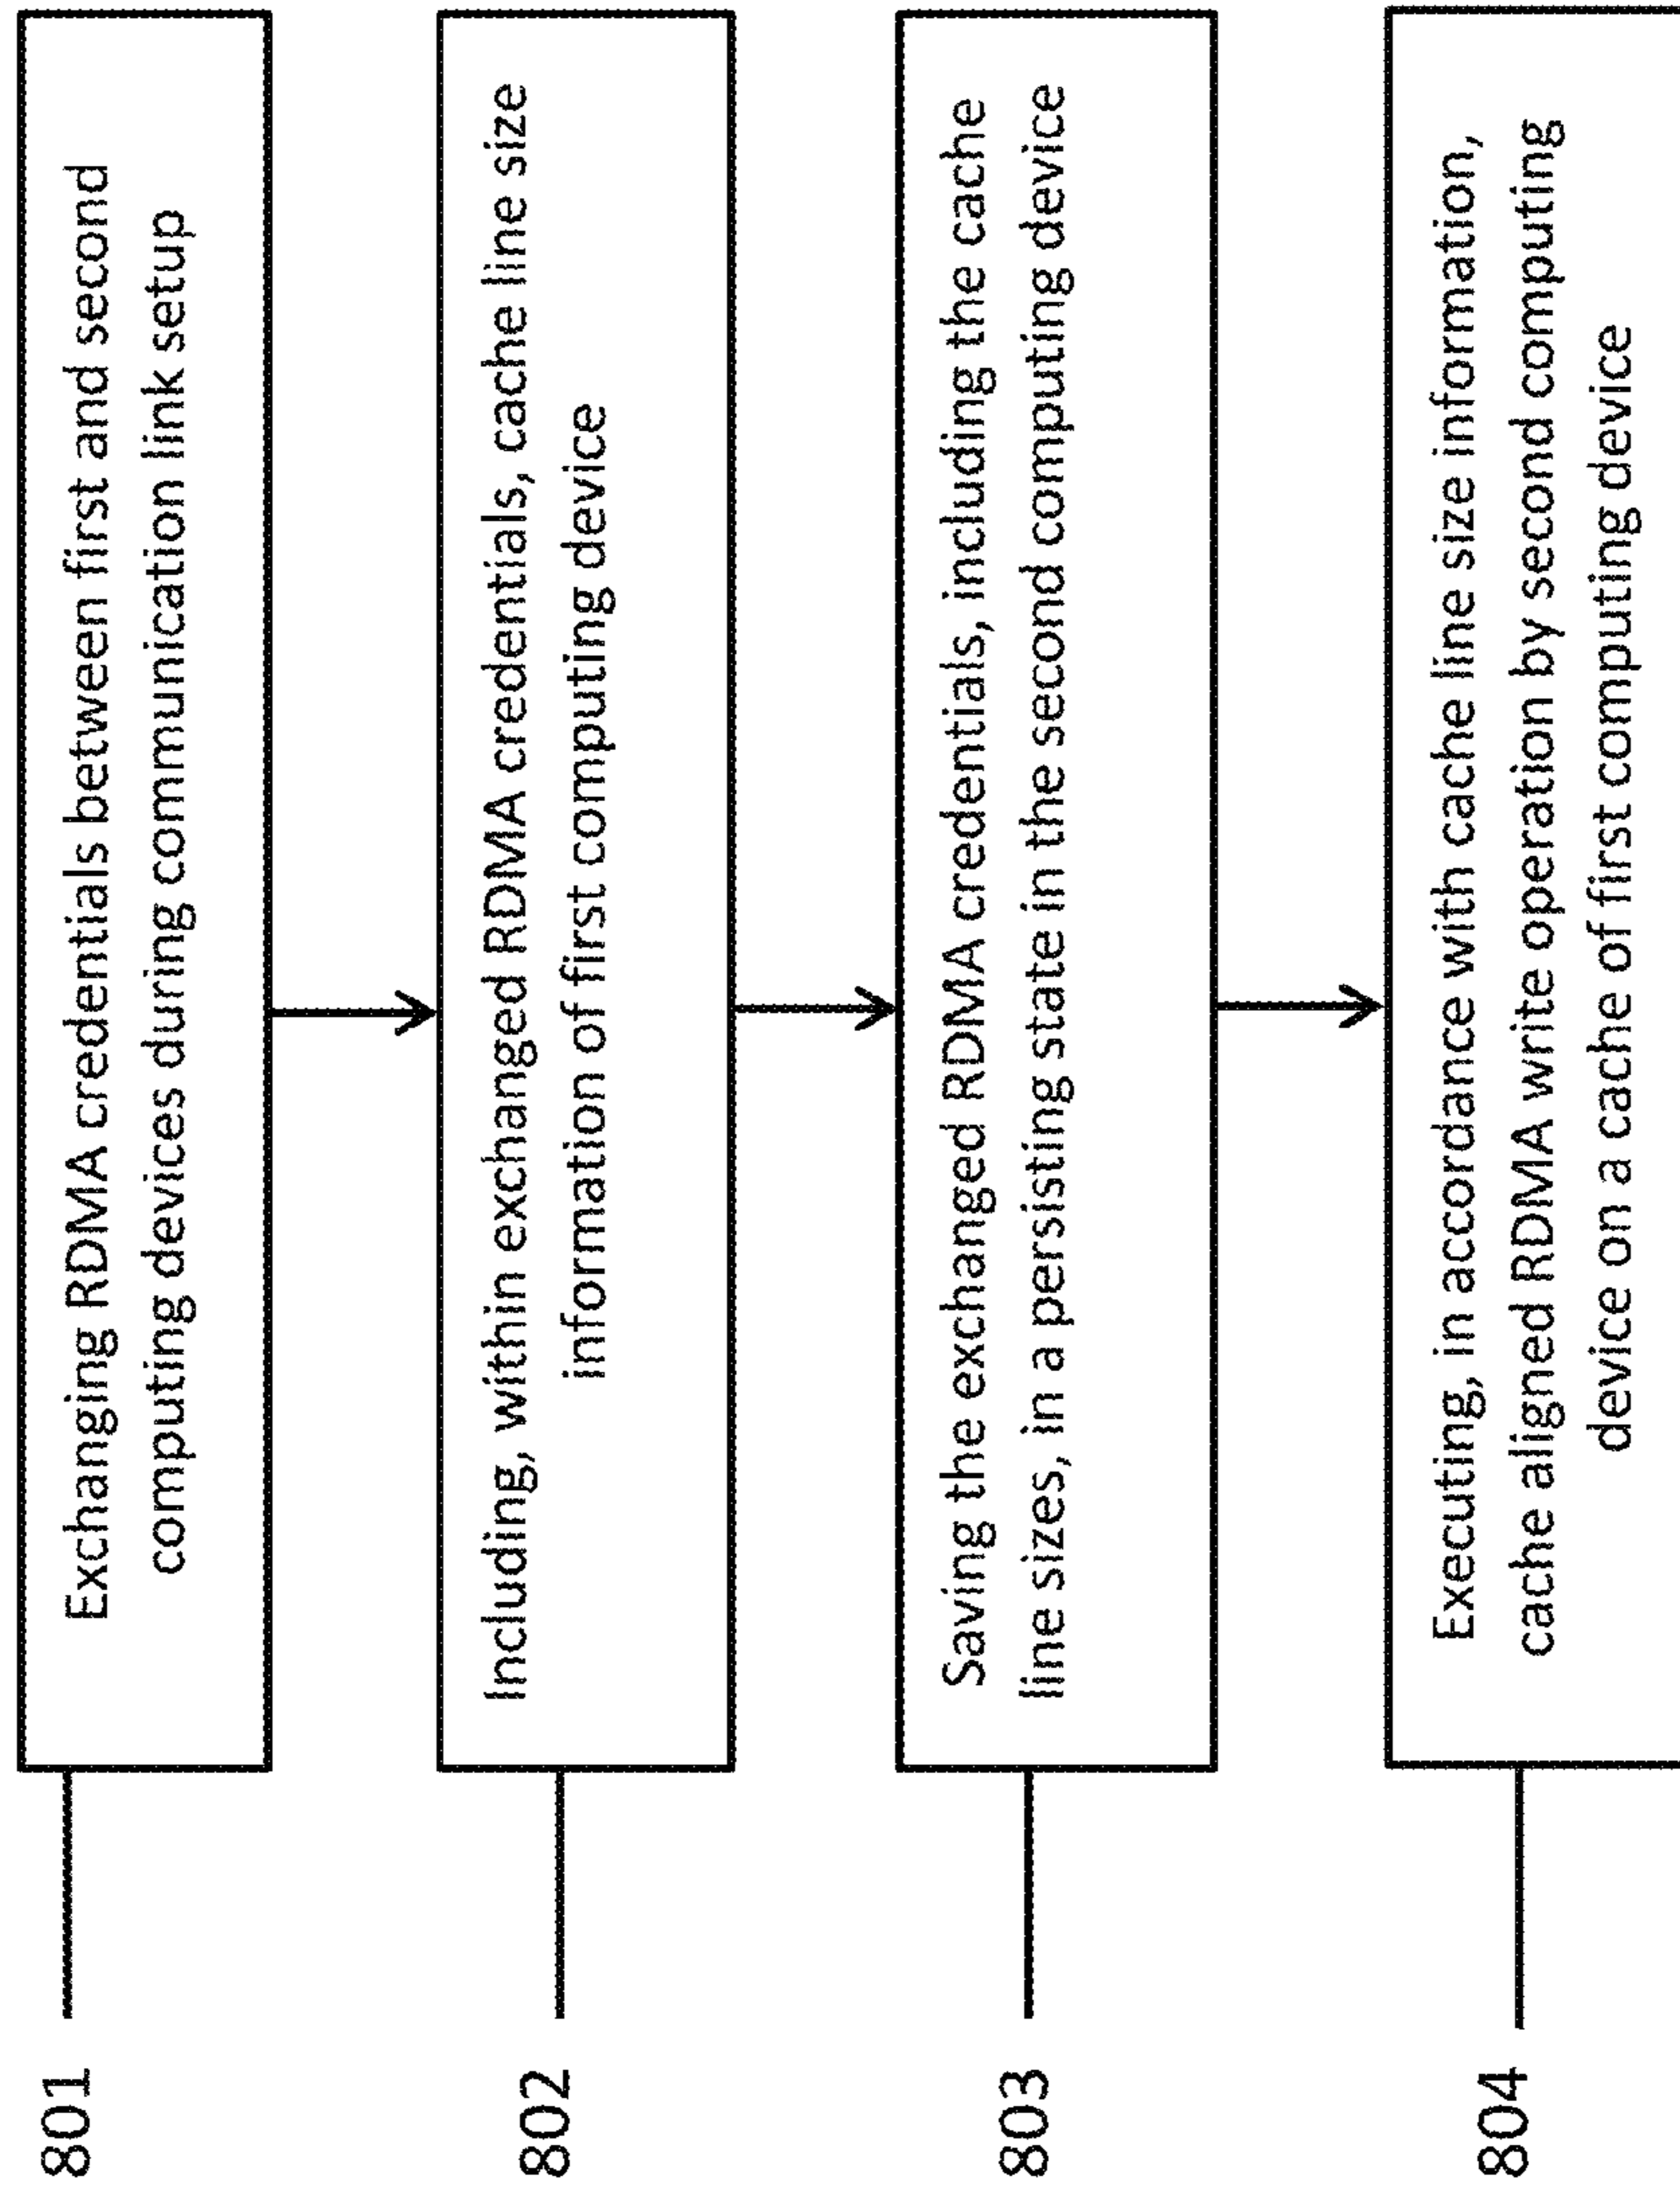 801
Exchanging RDMA credentials between first and second
computing devices during communication link setup
802
Including, within exchanged RDMA credentials, cache line size
information of first computing device
803
Saving the exchanged RDMA credentials, including the cache
line sizes, in a persisting state in the second computing device
804
Executing, in accordance with cache line size information,
cache aligned RDMA write operation by second computing
device on a cache of first computing device